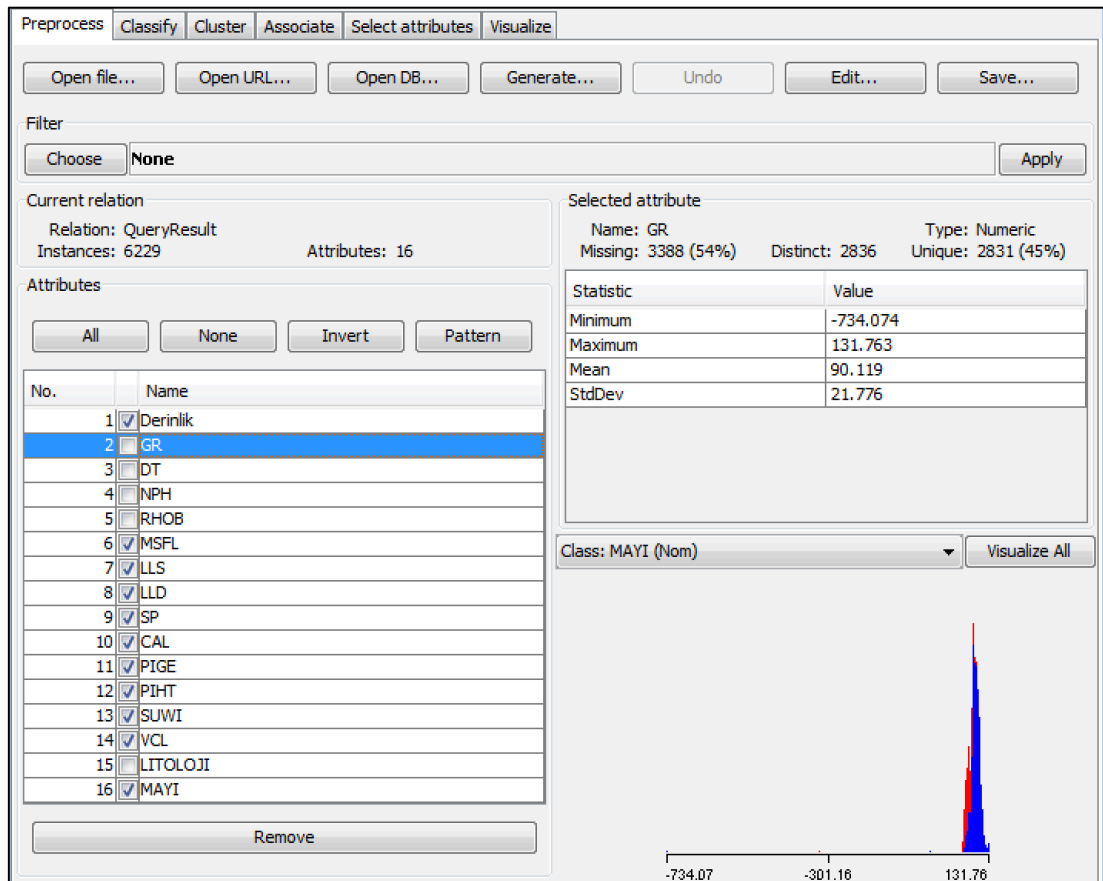 Preprocess Classify Cluster Associate Select attributes Visualize
Open file... Open URL... Open DB... Generate... Undo Edit... Save...
Filter
Choose None Apply
Current relation
Relation: QueryResult
Instances: 6229 Attributes: 16
Attributes
All None Invert Pattern
No. Name
1 Derinlik
2 GR
3 DT
4 NPH
5 RHOB
6 MSFL
7 LLS
8 LLD
9 SP
10 CAL
11 PIGE
12 PIHT
13 SUWI
14 VCL
15 LITOLOJI
16 MAYI
Remove
Selected attribute
Name: GR Type: Numeric
Missing: 3388 (54%) Distinct: 2836 Unique: 2831 (45%)
Statistic Value
Minimum -734.074
Maximum 131.763
Mean 90.119
StdDev 21.776
Class: MAYI (Nom) Visualize All
-734.07 -301.16 131.76